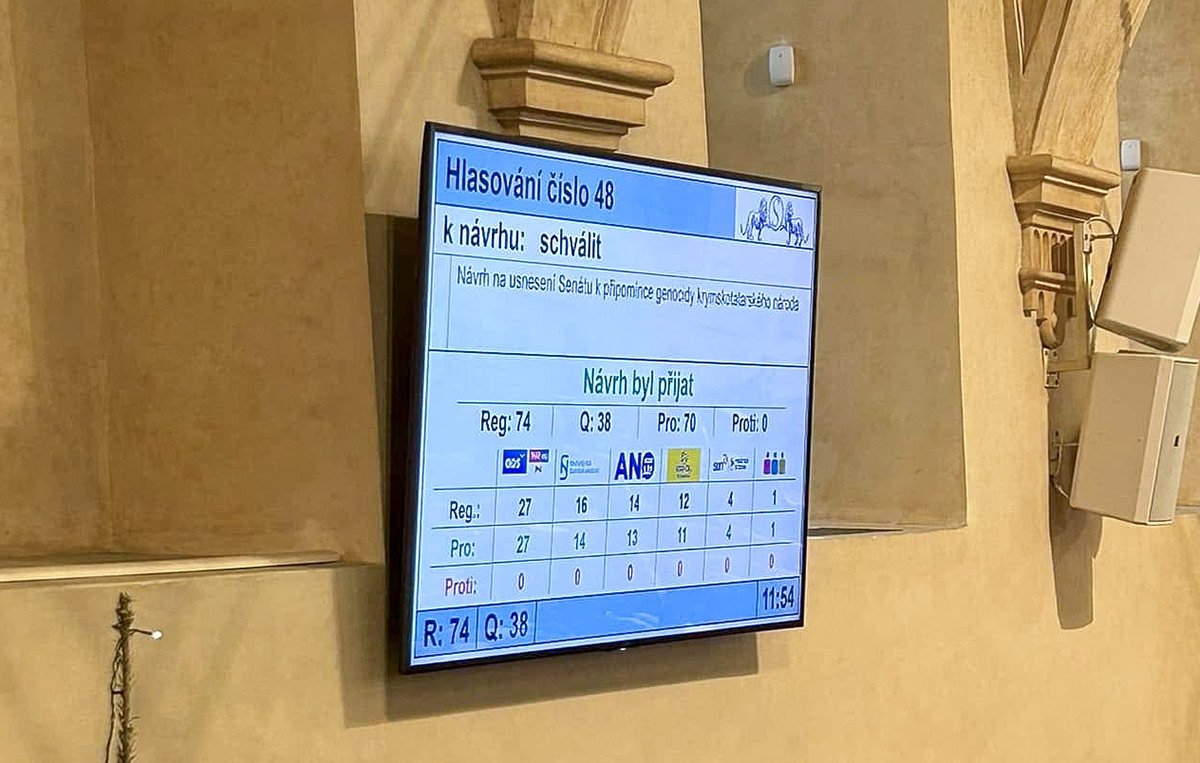 Hlasování číslo 48
k návrhu: schválit
Návrh na usnesení Senátu k připomínce genocidy krymskotatarského národa
Návrh byl přijat
Reg: 74 Q: 38 Pro: 70 Proti: 0
ODS ANO
Reg.: 27 16 14 12 4 1
Pro: 27 14 13 11 4 1
Proti: 0 0 0 0 0 0
R: 74 Q: 38 11:54